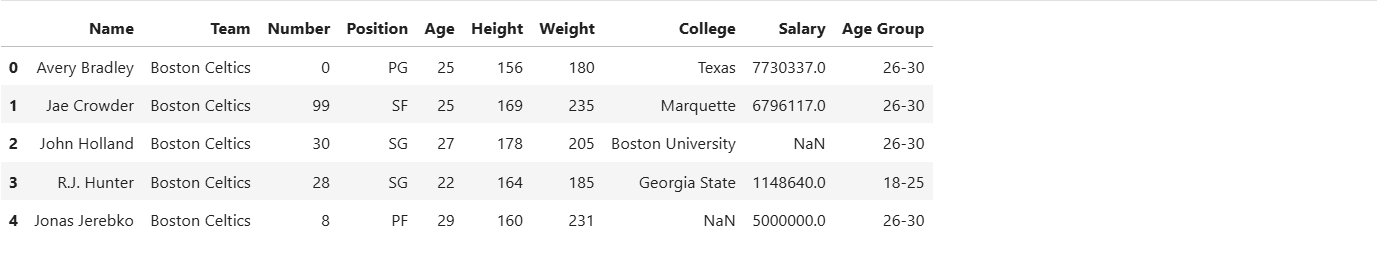 Name Team Number Position Age Height Weight College Salary Age Group
0 Avery Bradley Boston Celtics 0 PG 25 156 180 Texas 7730337.0 26-30
1 Jae Crowder Boston Celtics 99 SF 25 169 235 Marquette 6796117.0 26-30
2 John Holland Boston Celtics 30 SG 27 178 205 Boston University NaN 26-30
3 R.J. Hunter Boston Celtics 28 SG 22 164 185 Georgia State 1148640.0 18-25
4 Jonas Jerebko Boston Celtics 8 PF 29 160 231 NaN 5000000.0 26-30